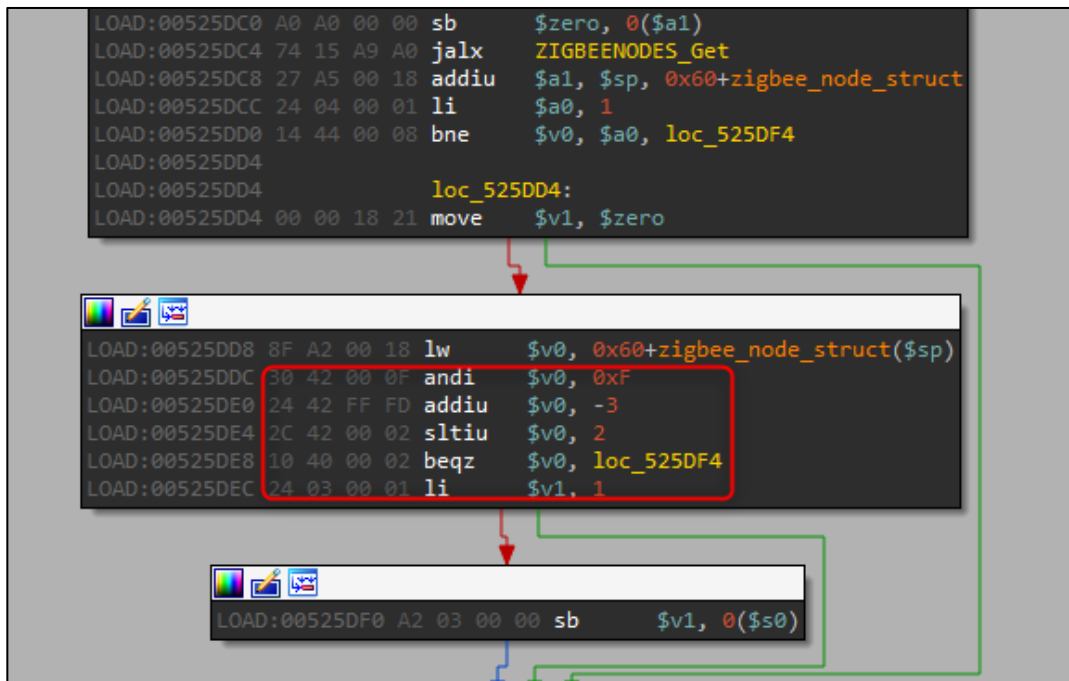 LOAD:00525DC0 A0 A0 00 00 sb $zero, 0($a1)
LOAD:00525DC4 74 15 A9 A0 jalx ZIGBEENODES_Get
LOAD:00525DC8 27 A5 00 18 addiu $a1, $sp, 0x60+zigbee_node_struct
LOAD:00525DCC 24 04 00 01 li $a0, 1
LOAD:00525DD0 14 44 00 08 bne $v0, $a0, loc_525DF4
LOAD:00525DD4
LOAD:00525DD4 loc_525DD4:
LOAD:00525DD4 00 00 18 21 move $v1, $zero
LOAD:00525DD8 8F A2 00 18 lw $v0, 0x60+zigbee_node_struct($sp)
LOAD:00525DDC 30 42 00 0F andi $v0, 0xF
LOAD:00525DE0 24 42 FF FD addiu $v0, -3
LOAD:00525DE4 2C 42 00 02 sltiu $v0, 2
LOAD:00525DE8 10 40 00 02 beqz $v0, loc_525DF4
LOAD:00525DEC 24 03 00 01 li $v1, 1
LOAD:00525DF0 A2 03 00 00 sb $v1, 0($s0)